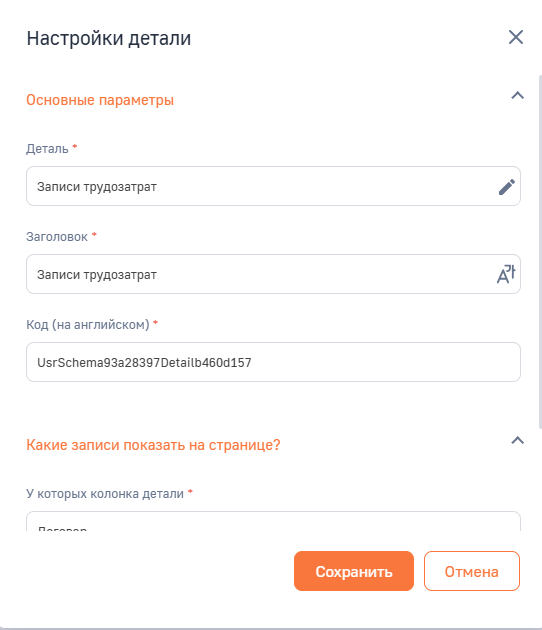 Настройки детали
Основные параметры
Деталь *
Записи трудозатрат
Заголовок *
Записи трудозатрат
Код (на английском) *
UsrSchema93a28397Detailb460d157
Какие записи показать на странице?
У которых колонка детали *
Договор
Сохранить
Отмена